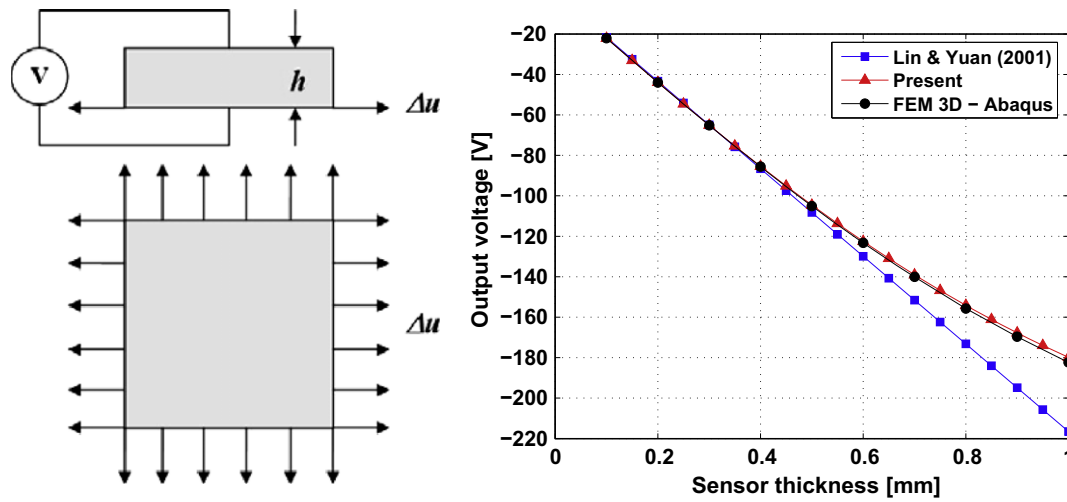 V
h
Δu
Δu
Output voltage [V]
−20
−40
−60
−80
−100
−120
−140
−160
−180
−200
−220
0
0.2
0.4
0.6
0.8
1
Sensor thickness [mm]
Lin & Yuan (2001)
Present
FEM 3D − Abaqus